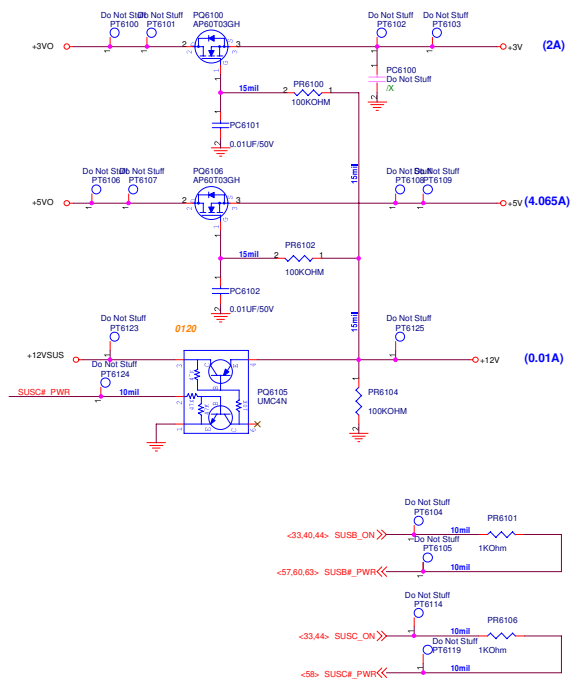 Do Not Stuff
PT6100
Do Not Stuff
PT6101
PQ6100
AP60T03GH
Do Not Stuff
PT6102
Do Not Stuff
PT6103
+3VO
2
3
+3V
(2A)
PC6100
Do Not Stuff
/X
15mil
PR6100
2
1
100KOHM
PC6101
0.01UF/50V
15mil
Do Not Stuff
PT6106
Do Not Stuff
PT6107
PQ6106
AP60T03GH
Do Not Stuff
PT6108
Do Not Stuff
PT6109
+5VO
2
3
+5V
(4.065A)
15mil
PR6102
2
1
100KOHM
PC6102
0.01UF/50V
15mil
Do Not Stuff
PT6123
0120
Do Not Stuff
PT6125
+12VSUS
3
4
+12V
(0.01A)
Do Not Stuff
PT6124
SUSC#_PWR
10mil
2
PQ6105
UMC4N
PR6104
100KOHM
1
6
Do Not Stuff
PT6104
PR6101
<33,40,44> SUSB_ON
10mil
1KOhm
Do Not Stuff
PT6105
<57,60,63> SUSB#_PWR
10mil
Do Not Stuff
PT6114
PR6106
<33,44> SUSC_ON
10mil
1KOhm
Do Not Stuff
PT6119
<58> SUSC#_PWR
10mil